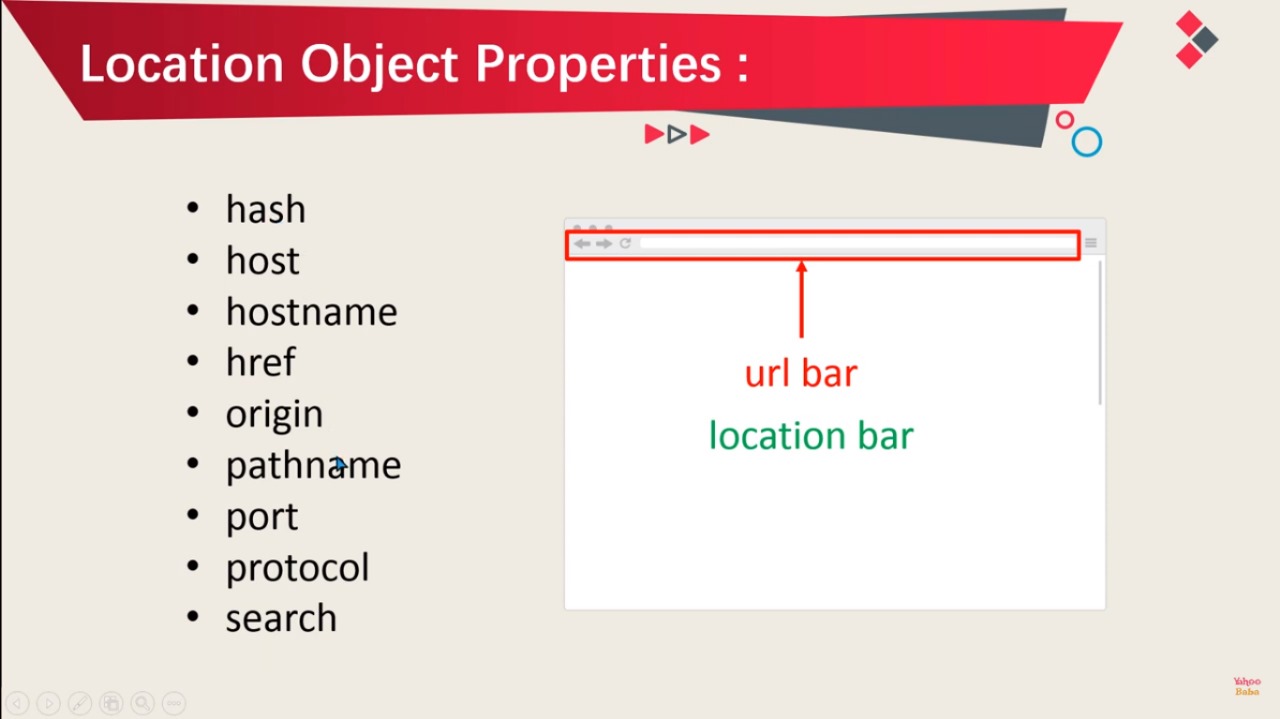 Location Object Properties :
• hash
• host
• hostname
• href
• origin
• pathname
• port
• protocol
• search
url bar
location bar
Yahoo
Baba